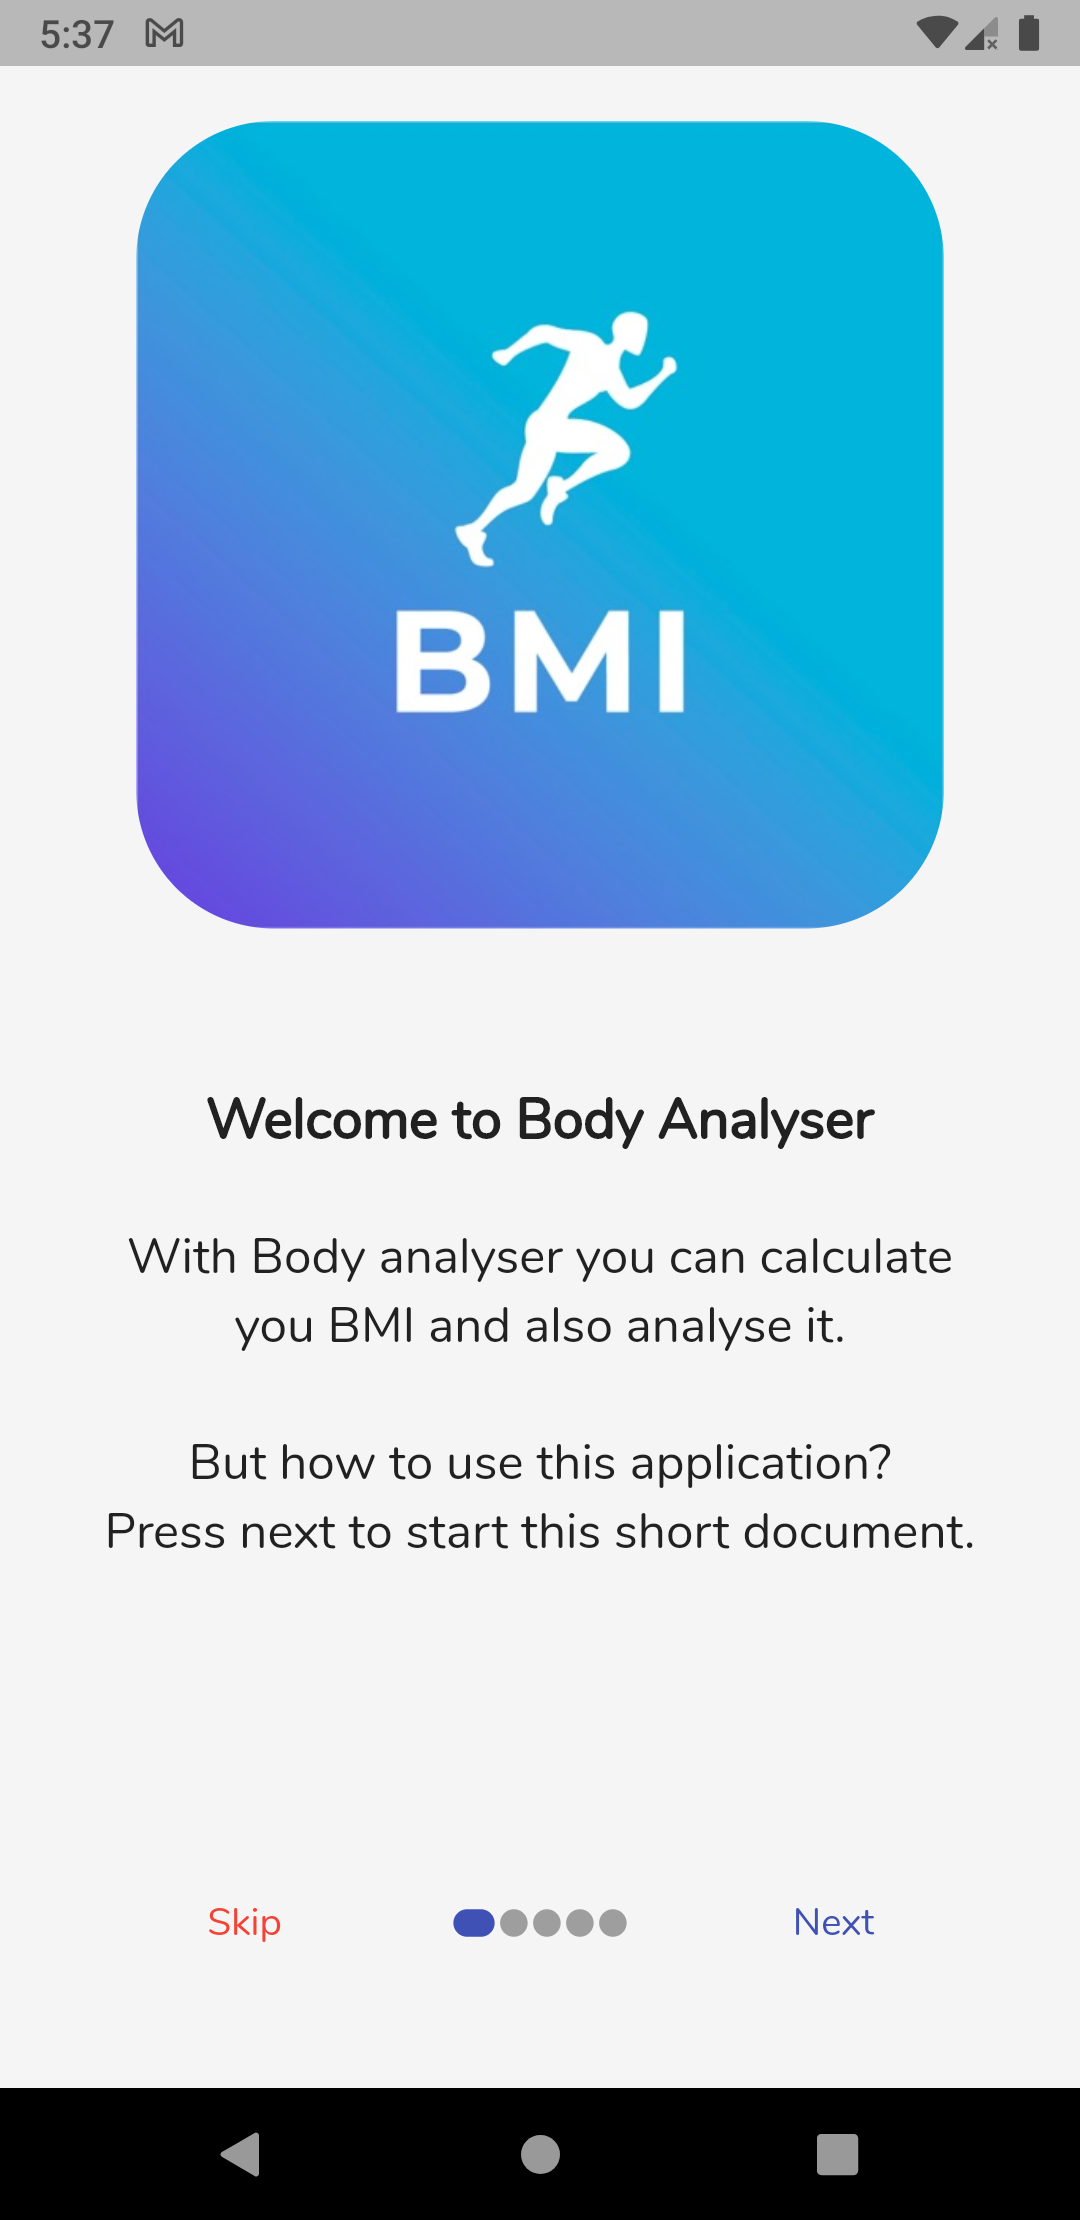 5:37
BMI
Welcome to Body Analyser
With Body analyser you can calculate
you BMI and also analyse it.
But how to use this application?
Press next to start this short document.
Skip
Next